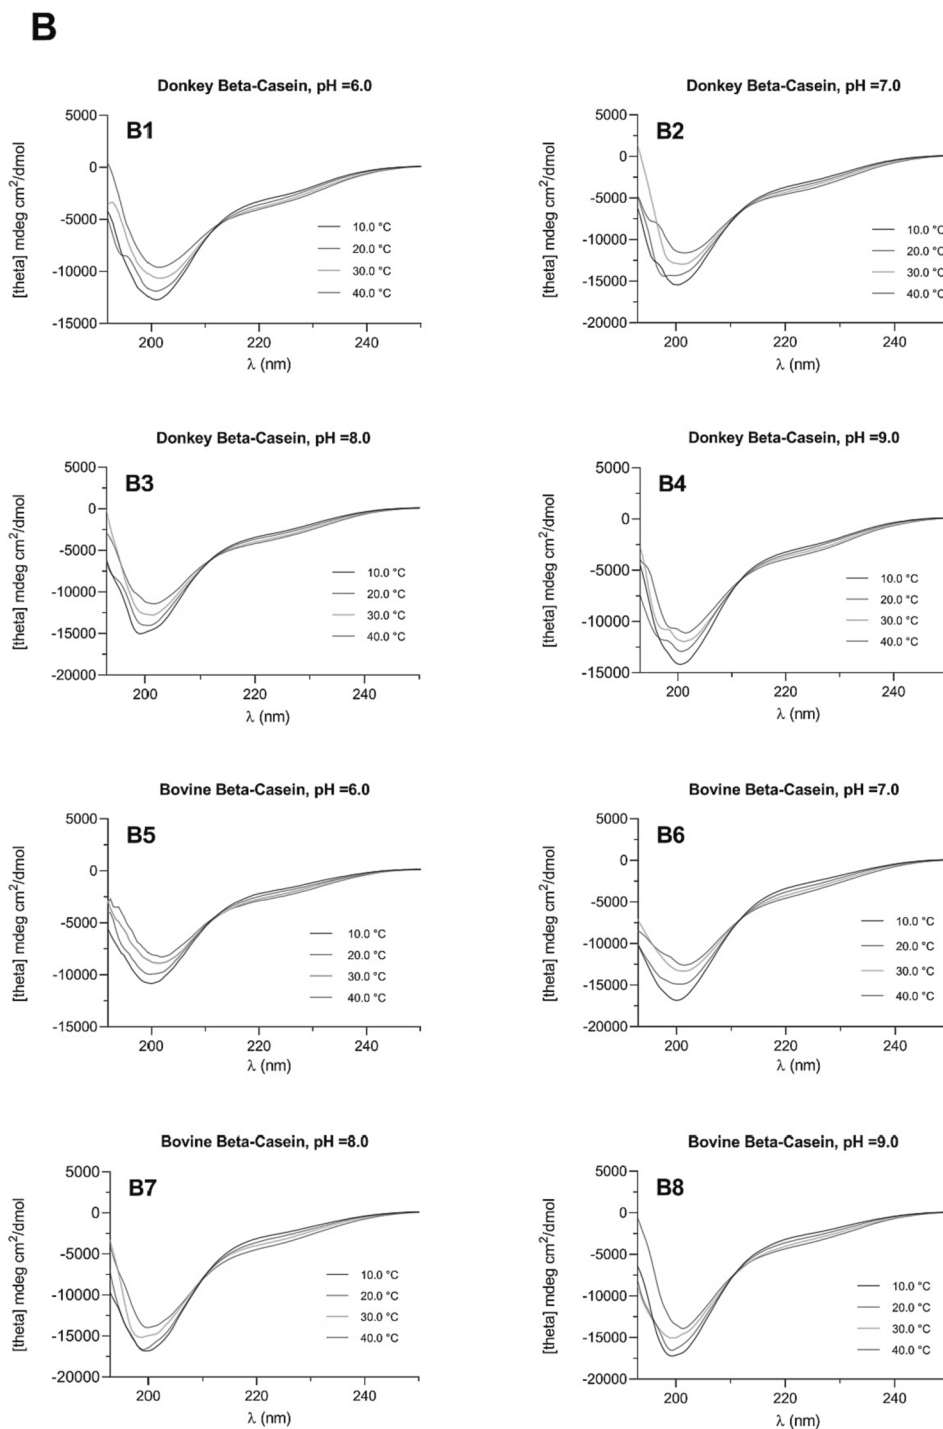 B
Donkey Beta-Casein, pH =6.0
B1
[theta] mdeg cm2/dmol
5000
0
-5000
-10000
-15000
200
220
240
λ (nm)
10.0 °C
20.0 °C
30.0 °C
40.0 °C
Donkey Beta-Casein, pH =7.0
B2
[theta] mdeg cm2/dmol
5000
0
-5000
-10000
-15000
-20000
200
220
240
λ (nm)
10.0 °C
20.0 °C
30.0 °C
40.0 °C
Donkey Beta-Casein, pH =8.0
B3
[theta] mdeg cm2/dmol
5000
0
-5000
-10000
-15000
-20000
200
220
240
λ (nm)
10.0 °C
20.0 °C
30.0 °C
40.0 °C
Donkey Beta-Casein, pH =9.0
B4
[theta] mdeg cm2/dmol
5000
0
-5000
-10000
-15000
200
220
240
λ (nm)
10.0 °C
20.0 °C
30.0 °C
40.0 °C
Bovine Beta-Casein, pH =6.0
B5
[theta] mdeg cm2/dmol
5000
0
-5000
-10000
-15000
200
220
240
λ (nm)
10.0 °C
20.0 °C
30.0 °C
40.0 °C
Bovine Beta-Casein, pH =7.0
B6
[theta] mdeg cm2/dmol
5000
0
-5000
-10000
-15000
-20000
200
220
240
λ (nm)
10.0 °C
20.0 °C
30.0 °C
40.0 °C
Bovine Beta-Casein, pH =8.0
B7
[theta] mdeg cm2/dmol
5000
0
-5000
-10000
-15000
-20000
200
220
240
λ (nm)
10.0 °C
20.0 °C
30.0 °C
40.0 °C
Bovine Beta-Casein, pH =9.0
B8
[theta] mdeg cm2/dmol
5000
0
-5000
-10000
-15000
-20000
200
220
240
λ (nm)
10.0 °C
20.0 °C
30.0 °C
40.0 °C